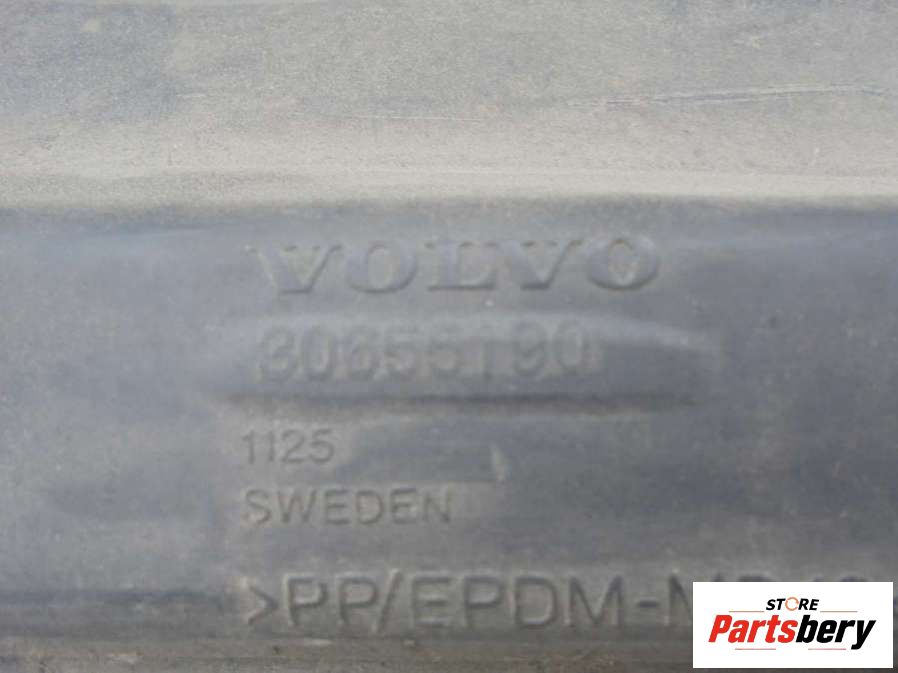 VOLVO
30655190
1125
SWEDEN
>PP/EPDM-M
STORE
Partsbery